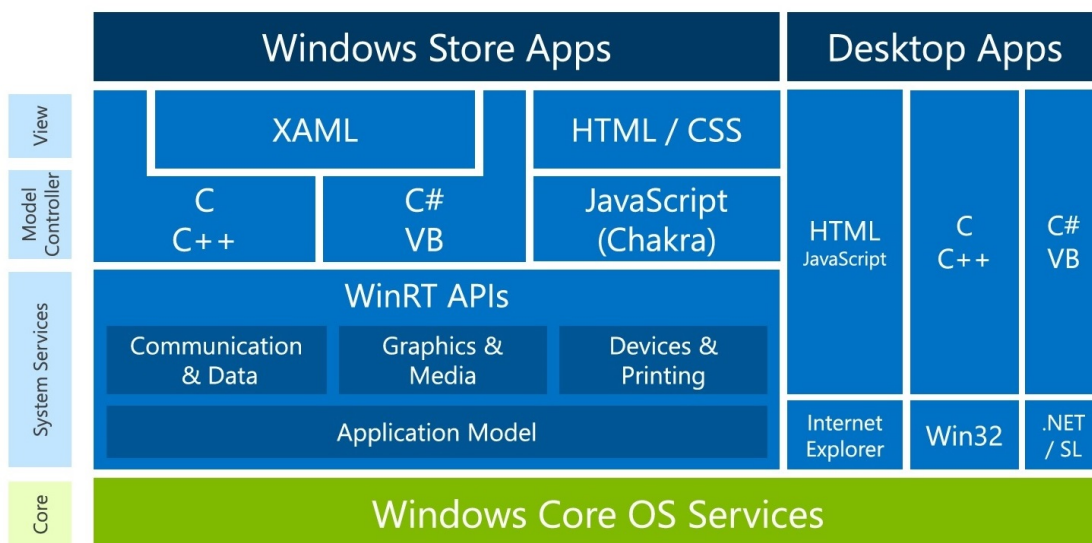 Windows Store Apps
Desktop Apps
View
XAML
HTML / CSS
Model
Controller
C
C++
C#
VB
JavaScript
(Chakra)
HTML
JavaScript
C
C++
C#
VB
System Services
WinRT APIs
Communication
& Data
Graphics &
Media
Devices &
Printing
Application Model
Internet
Explorer
Win32
.NET
/ SL
Core
Windows Core OS Services